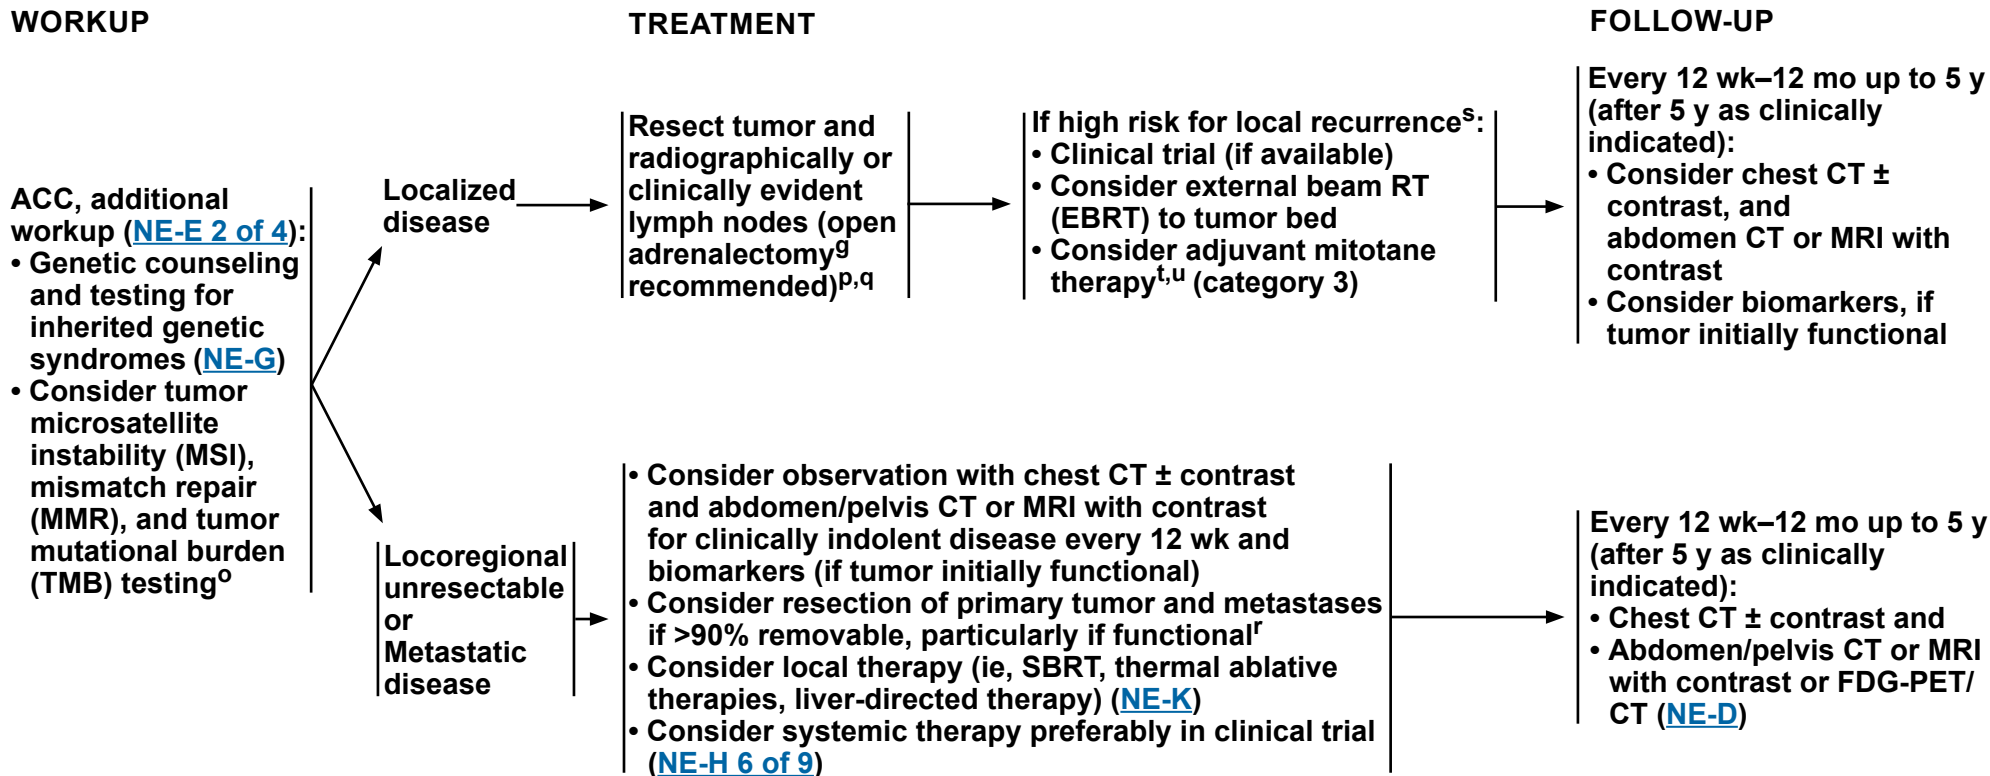 WORKUP
TREATMENT
FOLLOW-UP
ACC, additional
workup (NE-E 2 of 4):
• Genetic counseling
and testing for
inherited genetic
syndromes (NE-G)
• Consider tumor
microsatellite
instability (MSI),
mismatch repair
(MMR), and tumor
mutational burden
(TMB) testingo
Localized
disease
Resect tumor and
radiographically or
clinically evident
lymph nodes (open
adrenalectomyg
recommended)p,q
If high risk for local recurrences:
• Clinical trial (if available)
• Consider external beam RT
(EBRT) to tumor bed
• Consider adjuvant mitotane
therapyt,u (category 3)
Every 12 wk–12 mo up to 5 y
(after 5 y as clinically
indicated):
• Consider chest CT ±
contrast, and
abdomen CT or MRI with
contrast
• Consider biomarkers, if
tumor initially functional
Locoregional
unresectable
or
Metastatic
disease
• Consider observation with chest CT ± contrast
and abdomen/pelvis CT or MRI with contrast
for clinically indolent disease every 12 wk and
biomarkers (if tumor initially functional)
• Consider resection of primary tumor and metastases
if >90% removable, particularly if functionalr
• Consider local therapy (ie, SBRT, thermal ablative
therapies, liver-directed therapy) (NE-K)
• Consider systemic therapy preferably in clinical trial
(NE-H 6 of 9)
Every 12 wk–12 mo up to 5 y
(after 5 y as clinically
indicated):
• Chest CT ± contrast and
• Abdomen/pelvis CT or MRI
with contrast or FDG-PET/
CT (NE-D)